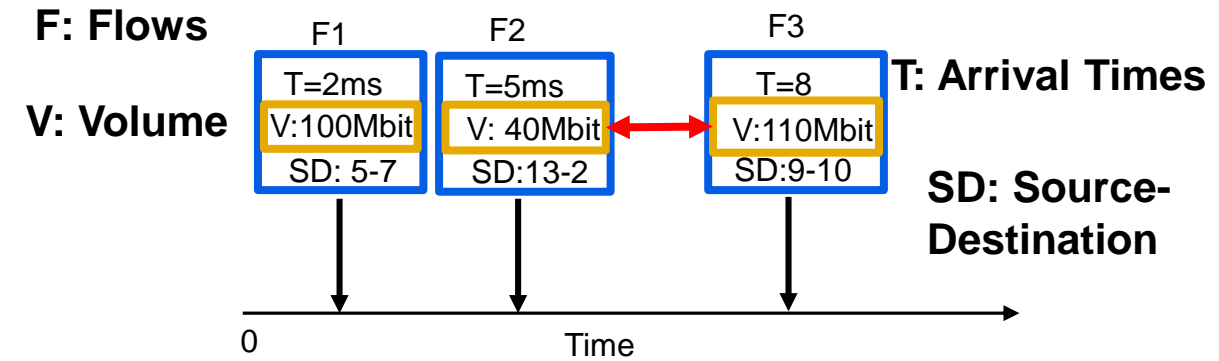 F: Flows
F1
F2
F3
T=2ms
T=5ms
T=8
T: Arrival Times
V: Volume
V:100Mbit
V: 40Mbit
V:110Mbit
SD: 5-7
SD:13-2
SD:9-10
SD: Source-
Destination
0
Time